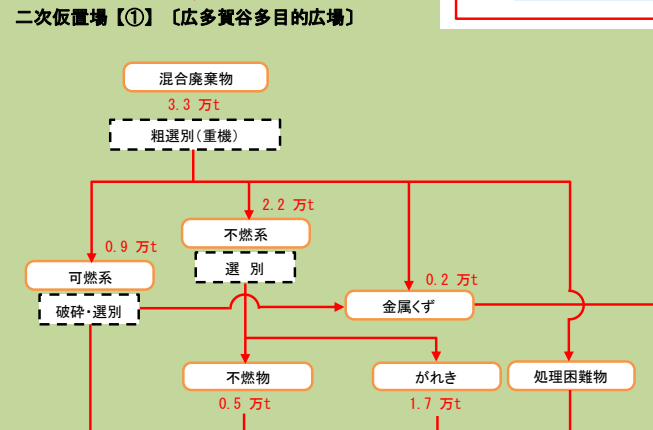 二次仮置場【①】〔広多賀谷多目的広場〕
混合廃棄物
3.3 万t
粗選別(重機)
2.2 万t
不燃系
0.9 万t
選 別
可燃系
0.2 万t
破砕・選別
金属くず
不燃物
がれき
処理困難物
0.5 万t
1.7 万t